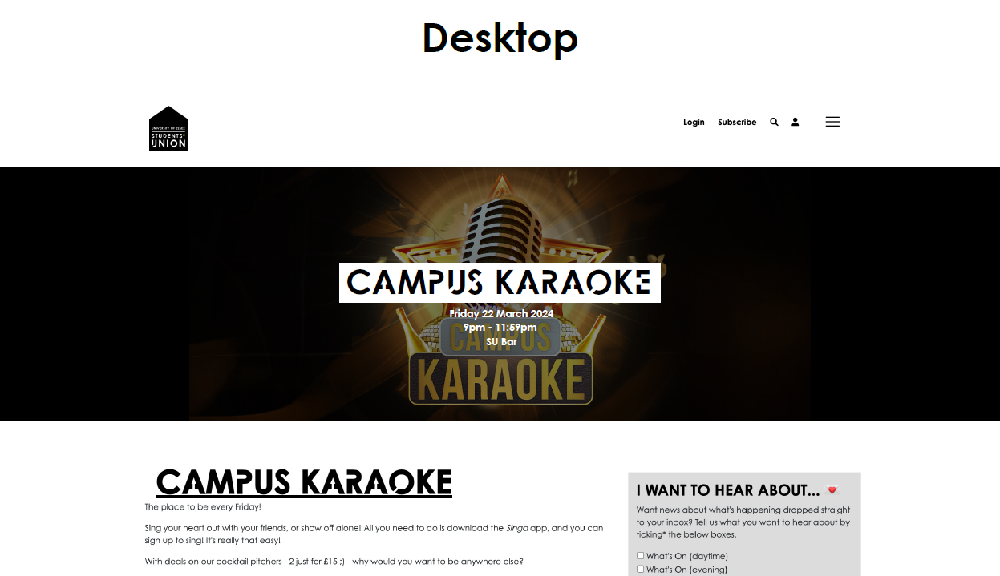 Desktop
UNIVERSITY OF ESSEX
STUDENTS'
UNION
Login Subscribe
CAMPUS KARAOKE
Friday 22 March 2024
9pm - 11:59pm
SU Bar
CAMPUS
KARAOKE
CAMPUS KARAOKE
The place to be every Friday!
Sing your heart out with your friends, or show off alone! All you need to do is download the Singa app, and you can
sign up to sing! It's really that easy!
With deals on our cocktail pitchers - 2 just for £15 ;) - why would you want to be anywhere else?
I WANT TO HEAR ABOUT... 💌
Want news about what's happening dropped straight
to your inbox? Tell us what you want to hear about by
ticking* the below boxes.
What's On (daytime)
What's On (evening)